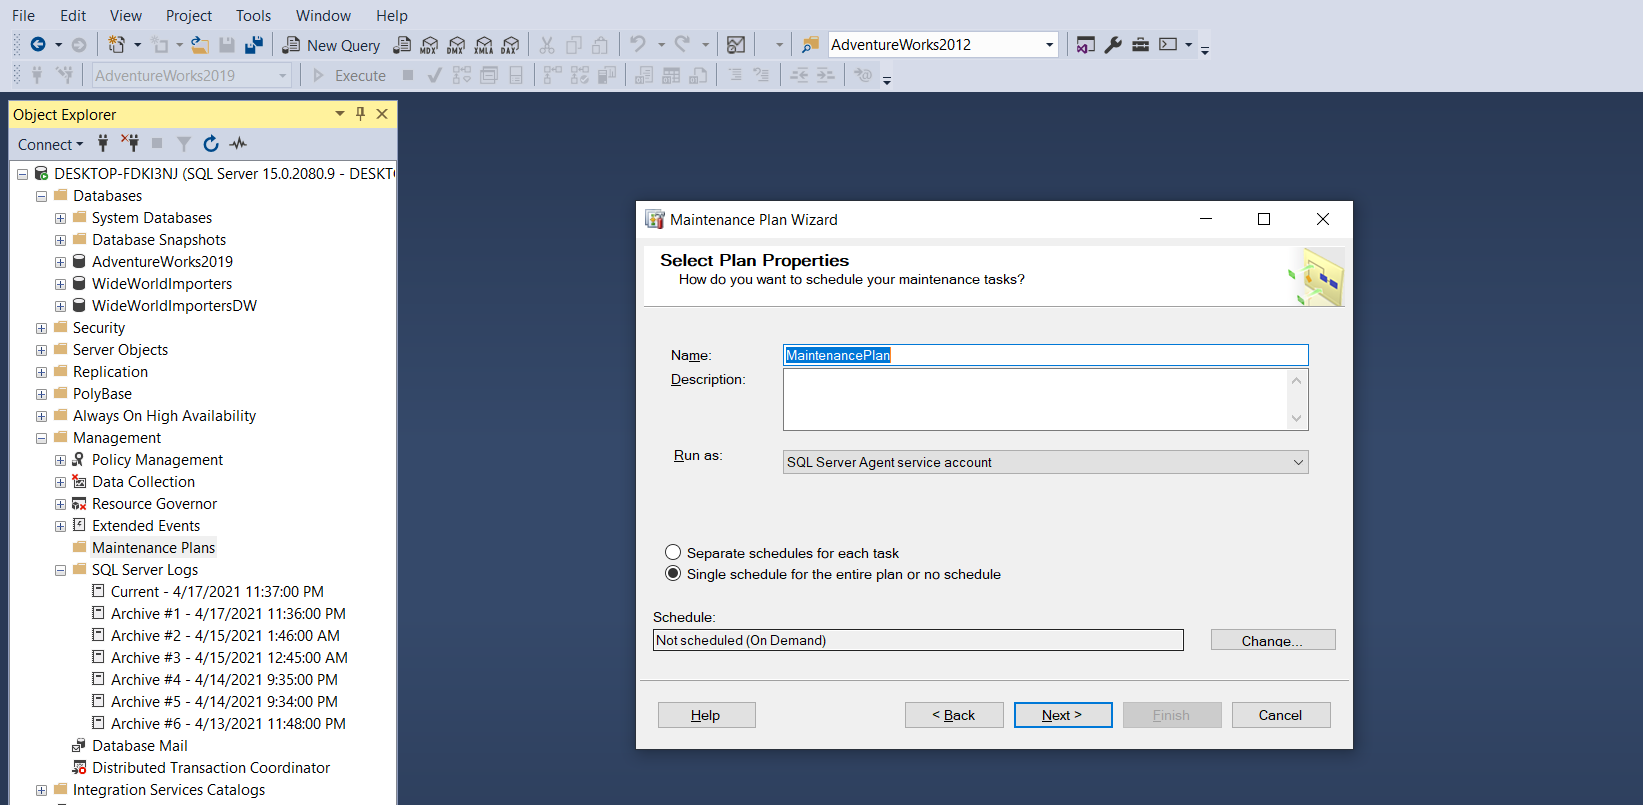 File Edit View Project Tools Window Help
New Query MDX DMX XMLA DAX AdventureWorks2012
AdventureWorks2019 Execute
Object Explorer
Connect
DESKTOP-FDKI3NJ (SQL Server 15.0.2080.9 - DESKT
Databases
System Databases
Database Snapshots
AdventureWorks2019
WideWorldImporters
WideWorldImportersDW
Security
Server Objects
Replication
PolyBase
Always On High Availability
Management
Policy Management
Data Collection
Resource Governor
Extended Events
Maintenance Plans
SQL Server Logs
Current - 4/17/2021 11:37:00 PM
Archive #1 - 4/17/2021 11:36:00 PM
Archive #2 - 4/15/2021 1:46:00 AM
Archive #3 - 4/15/2021 12:45:00 AM
Archive #4 - 4/14/2021 9:35:00 PM
Archive #5 - 4/14/2021 9:34:00 PM
Archive #6 - 4/13/2021 11:48:00 PM
Database Mail
Distributed Transaction Coordinator
Integration Services Catalogs
Maintenance Plan Wizard
Select Plan Properties
How do you want to schedule your maintenance tasks?
Name: MaintenancePlan
Description:
Run as: SQL Server Agent service account
Separate schedules for each task
Single schedule for the entire plan or no schedule
Schedule:
Not scheduled (On Demand) Change...
Help < Back Next > Finish Cancel